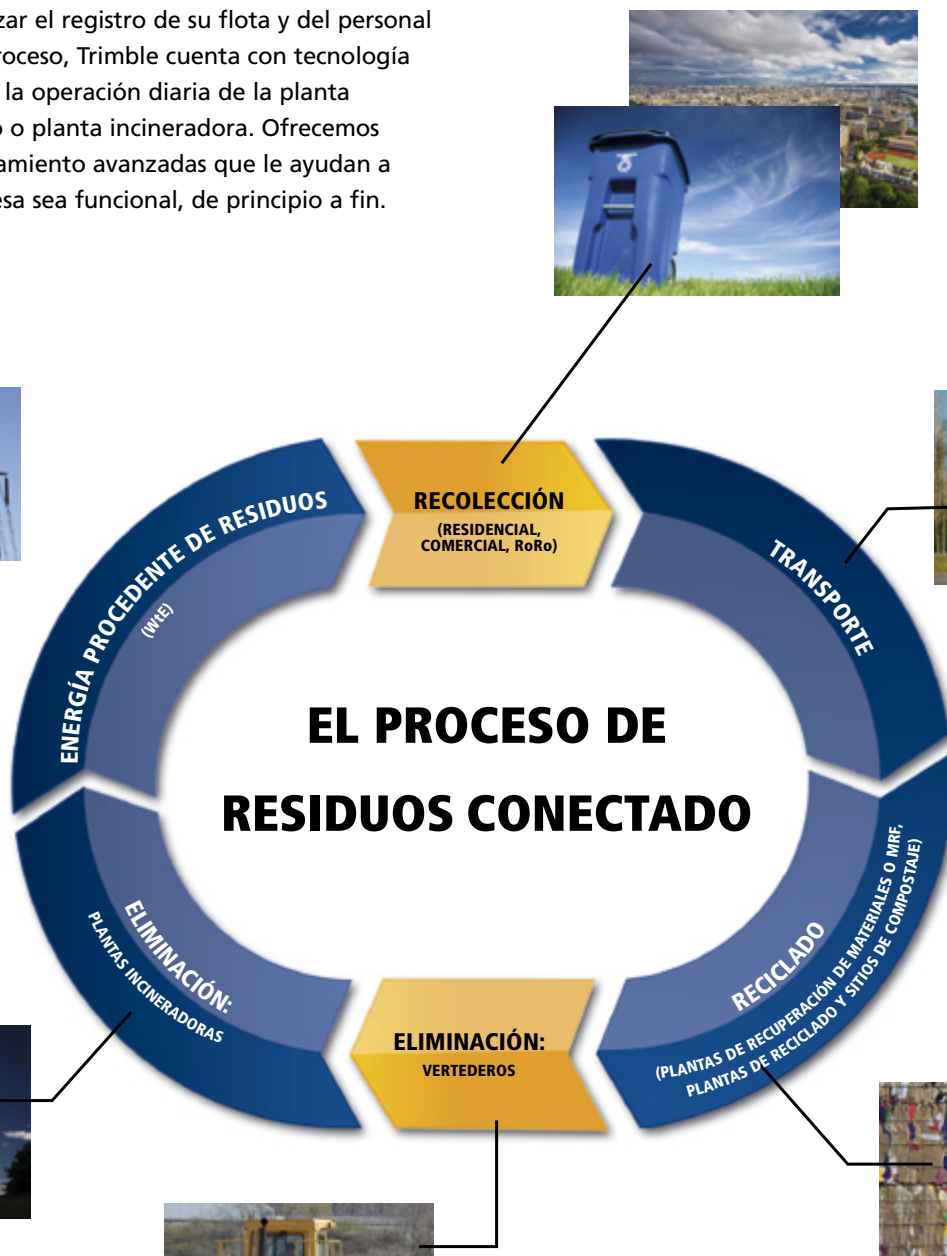 zar el registro de su flota y del personal
roceso, Trimble cuenta con tecnología
la operación diaria de la planta
o o planta incineradora. Ofrecemos
amiento avanzadas que le ayudan a
esa sea funcional, de principio a fin.
RECOLECCIÓN
(RESIDENCIAL,
COMERCIAL, RoRo)
TRANSPORTE
RECICLADO
(PLANTAS DE RECUPERACIÓN DE MATERIALES O MRF,
PLANTAS DE RECICLADO Y SITIOS DE COMPOSTAJE)
ELIMINACIÓN:
VERTEDEROS
ELIMINACIÓN:
PLANTAS INCINERADORAS
ENERGÍA PROCEDENTE DE RESIDUOS
(WtE)
EL PROCESO DE
RESIDUOS CONECTADO